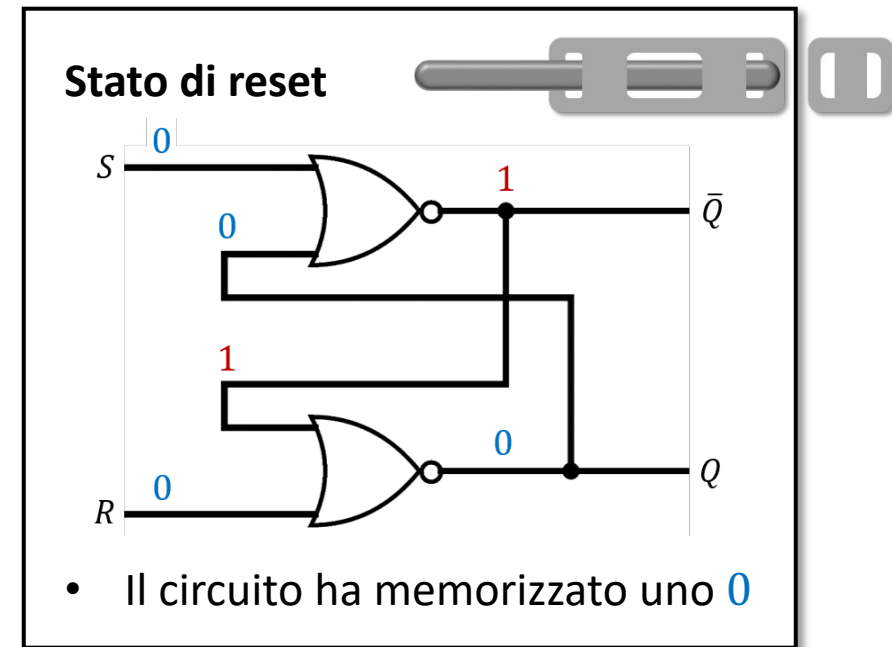 Stato di reset
0
S
1
Q̄
0
1
0
Q
0
R
• Il circuito ha memorizzato uno 0